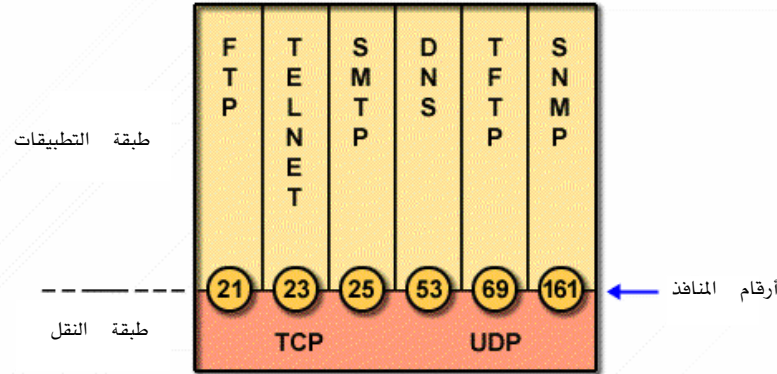 FTP
TELNET
SMTP
DNS
TFTP
SNMP
طبقة التطبيقات
21
23
25
53
69
161
أرقام المنافذ
طبقة النقل
TCP
UDP